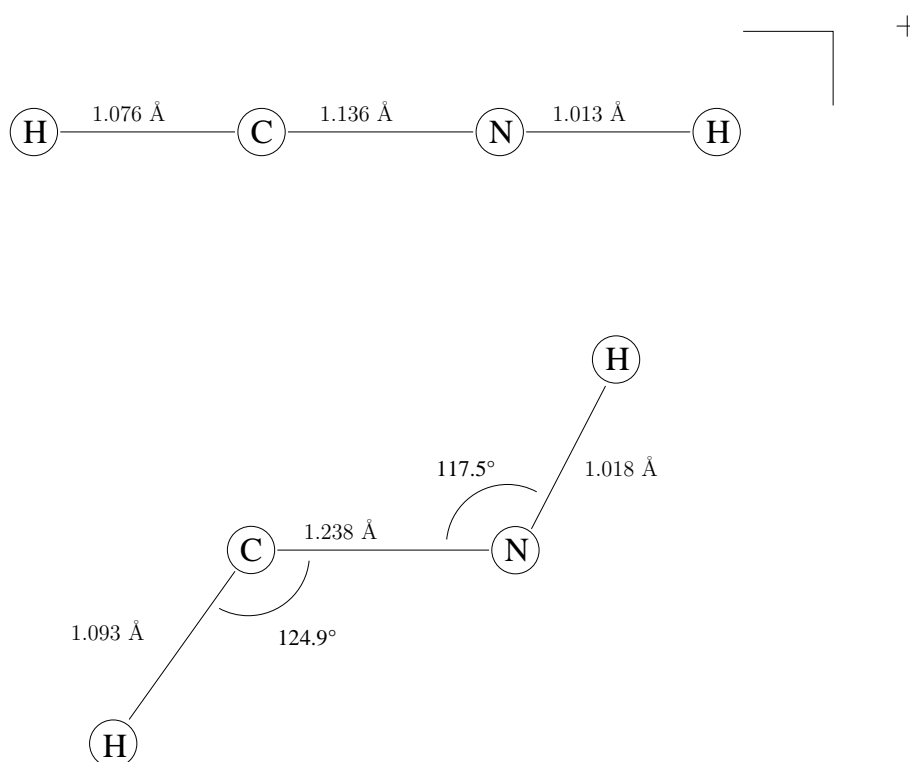 +
1.076 Å 1.136 Å 1.013 Å
H C N H
H
117.5° 1.018 Å
1.238 Å
C N
1.093 Å 124.9°
H